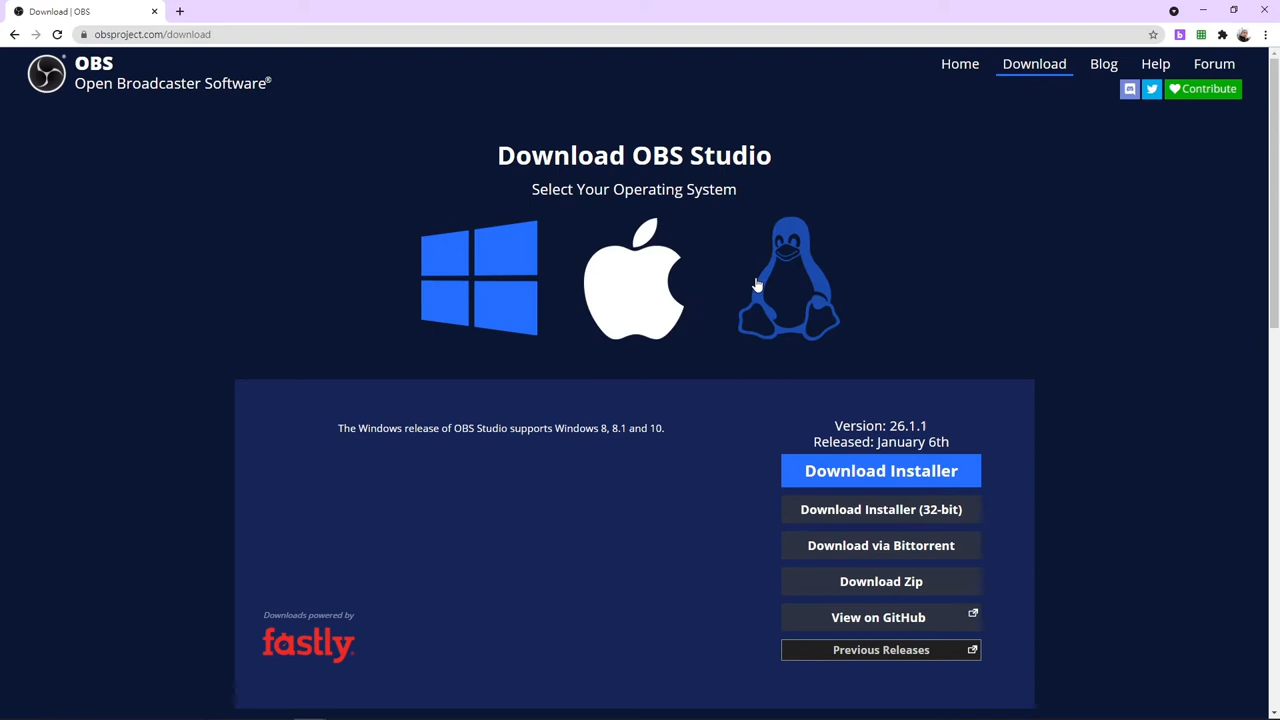 Download | OBS
obsproject.com/download
OBS
Open Broadcaster Software®
Home
Download
Blog
Help
Forum
Contribute
Download OBS Studio
Select Your Operating System
The Windows release of OBS Studio supports Windows 8, 8.1 and 10.
Version: 26.1.1
Released: January 6th
Download Installer
Download Installer (32-bit)
Download via Bittorrent
Download Zip
View on GitHub
Previous Releases
Downloads powered by
fastly